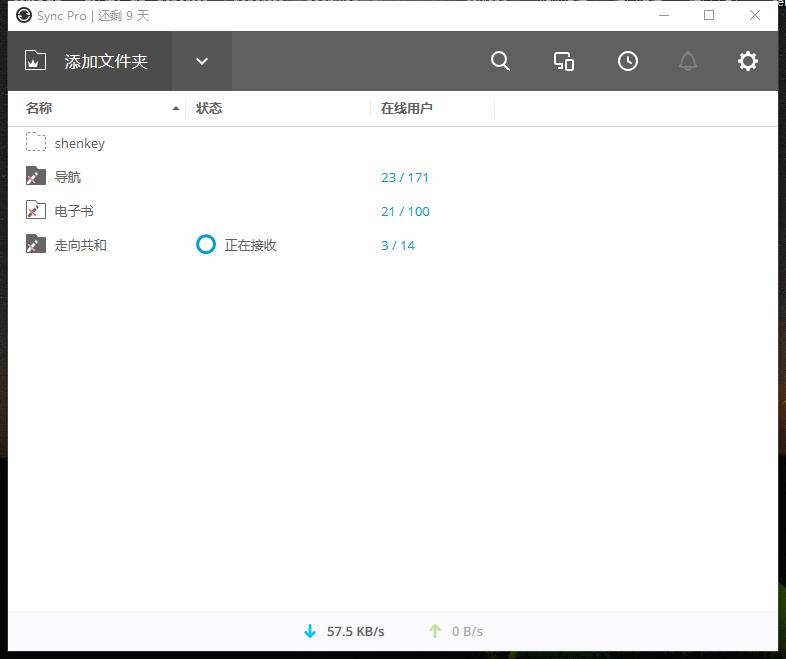 Sync Pro | 还剩 9 天
添加文件夹
名称 状态 在线用户
shenkey
导航 23 / 171
电子书 21 / 100
走向共和 正在接收 3 / 14
57.5 KB/s 0 B/s